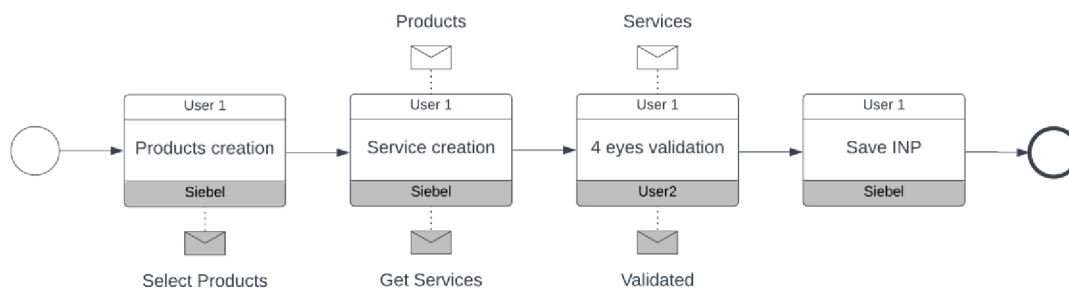 Products
Services
User 1
User 1
User 1
User 1
Products creation
Service creation
4 eyes validation
Save INP
Siebel
Siebel
User2
Siebel
Select Products
Get Services
Validated